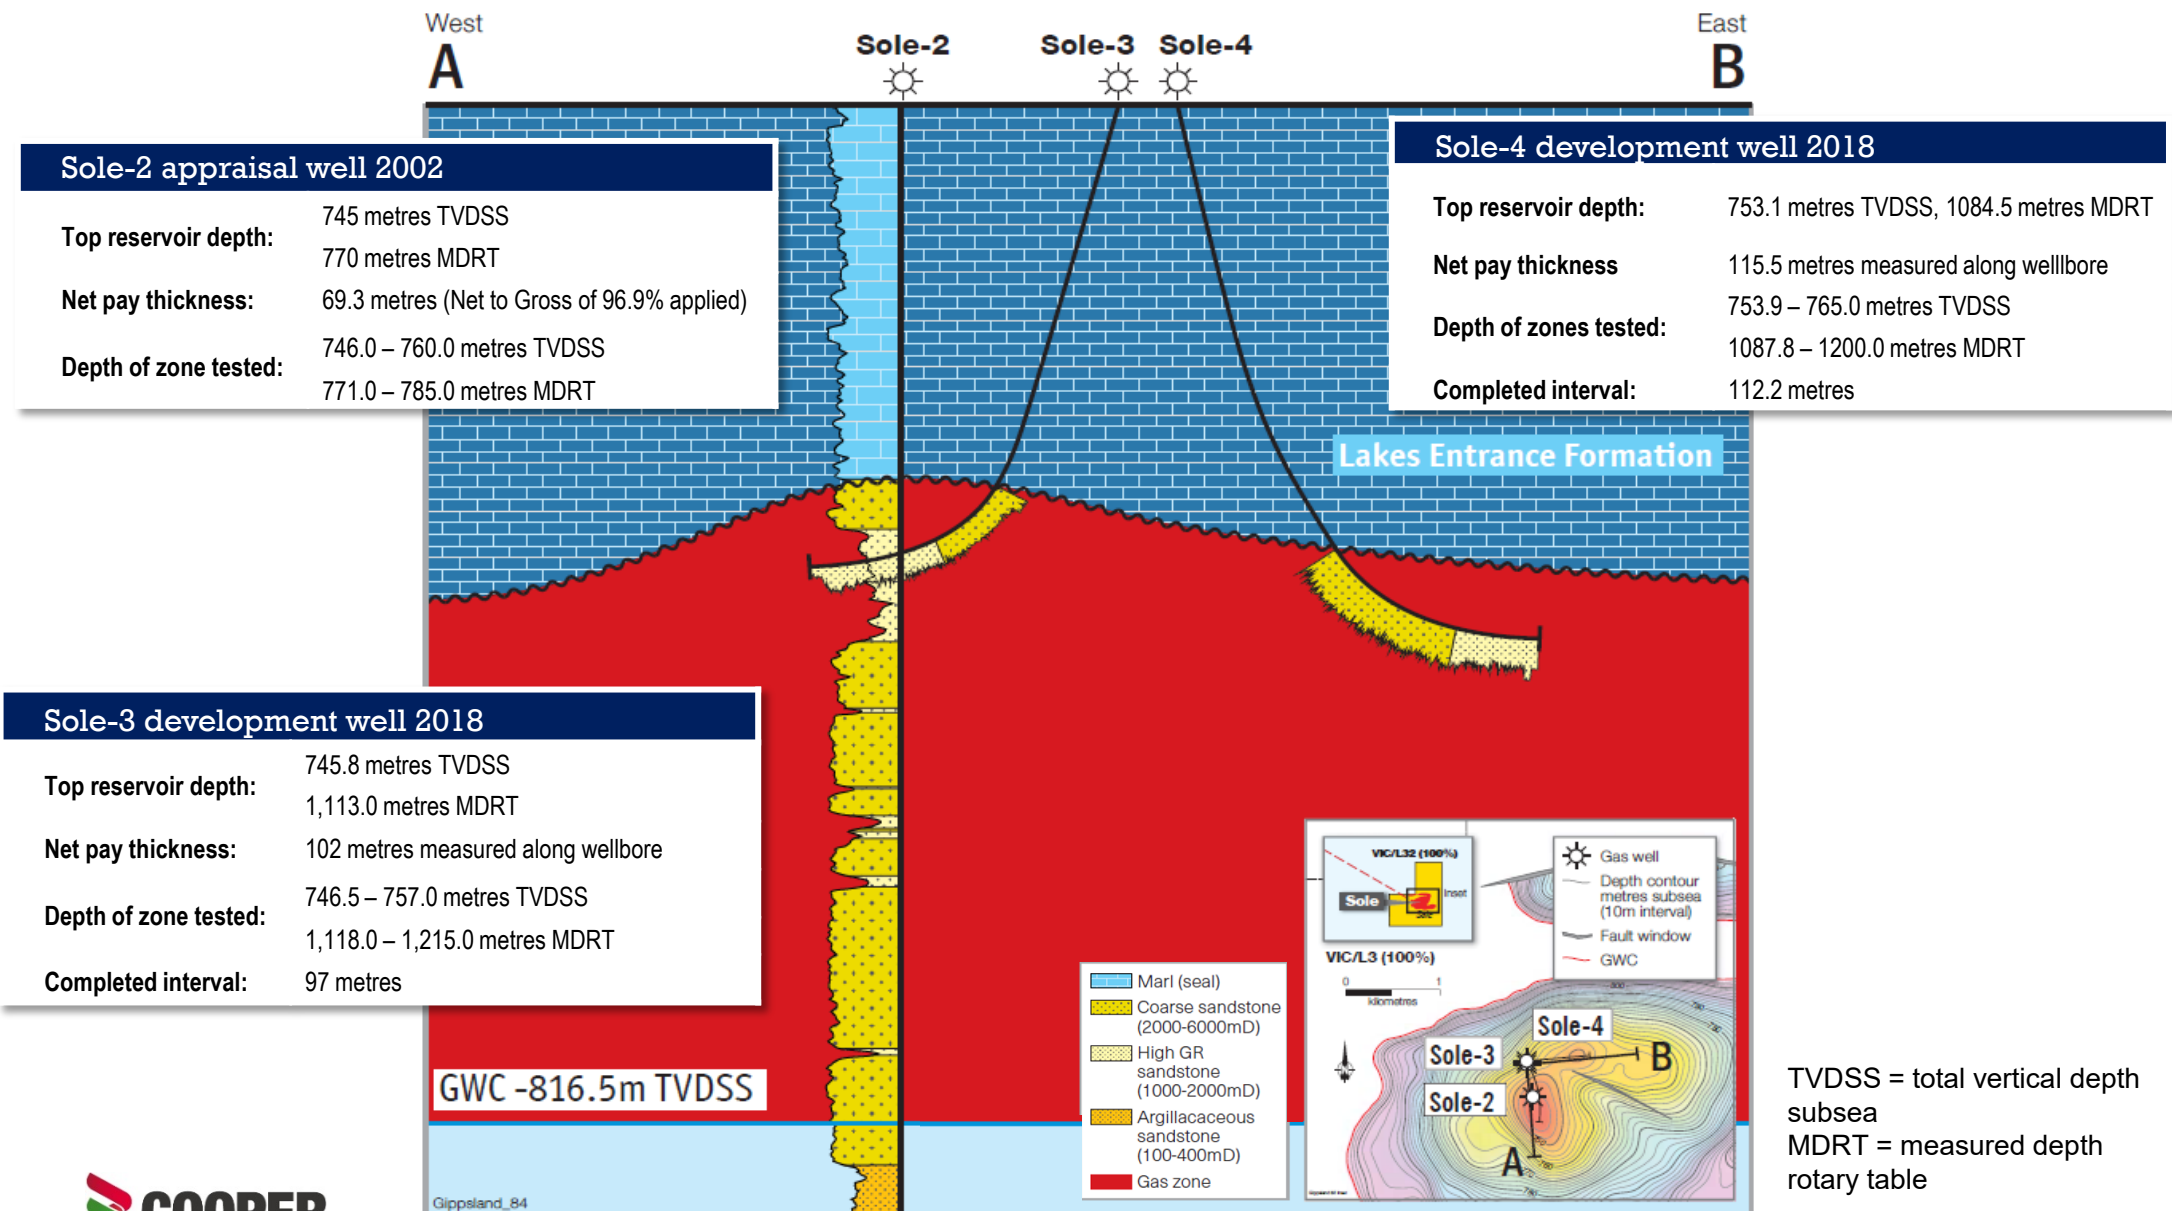 West
A
Sole-2
Sole-3
Sole-4
East
B
Sole-2 appraisal well 2002
Top reservoir depth:
745 metres TVDSS
770 metres MDRT
Net pay thickness:
69.3 metres (Net to Gross of 96.9% applied)
Depth of zone tested:
746.0 – 760.0 metres TVDSS
771.0 – 785.0 metres MDRT
Sole-4 development well 2018
Top reservoir depth:
753.1 metres TVDSS, 1084.5 metres MDRT
Net pay thickness
115.5 metres measured along welllbore
Depth of zones tested:
753.9 – 765.0 metres TVDSS
1087.8 – 1200.0 metres MDRT
Completed interval:
112.2 metres
Lakes Entrance Formation
Sole-3 development well 2018
Top reservoir depth:
745.8 metres TVDSS
1,113.0 metres MDRT
Net pay thickness:
102 metres measured along wellbore
Depth of zone tested:
746.5 – 757.0 metres TVDSS
1,118.0 – 1,215.0 metres MDRT
Completed interval:
97 metres
GWC -816.5m TVDSS
Gippsland_84
COOPER
Marl (seal)
Coarse sandstone
(2000-6000mD)
High GR
sandstone
(1000-2000mD)
Argillacaceous
sandstone
(100-400mD)
Gas zone
VIC/L32 (100%)
Sole
Inset
VIC/L3 (100%)
0 1
kilometres
Gas well
Depth contour
metres subsea
(10m interval)
Fault window
GWC
Sole-4
Sole-3
B
Sole-2
A
TVDSS = total vertical depth
subsea
MDRT = measured depth
rotary table